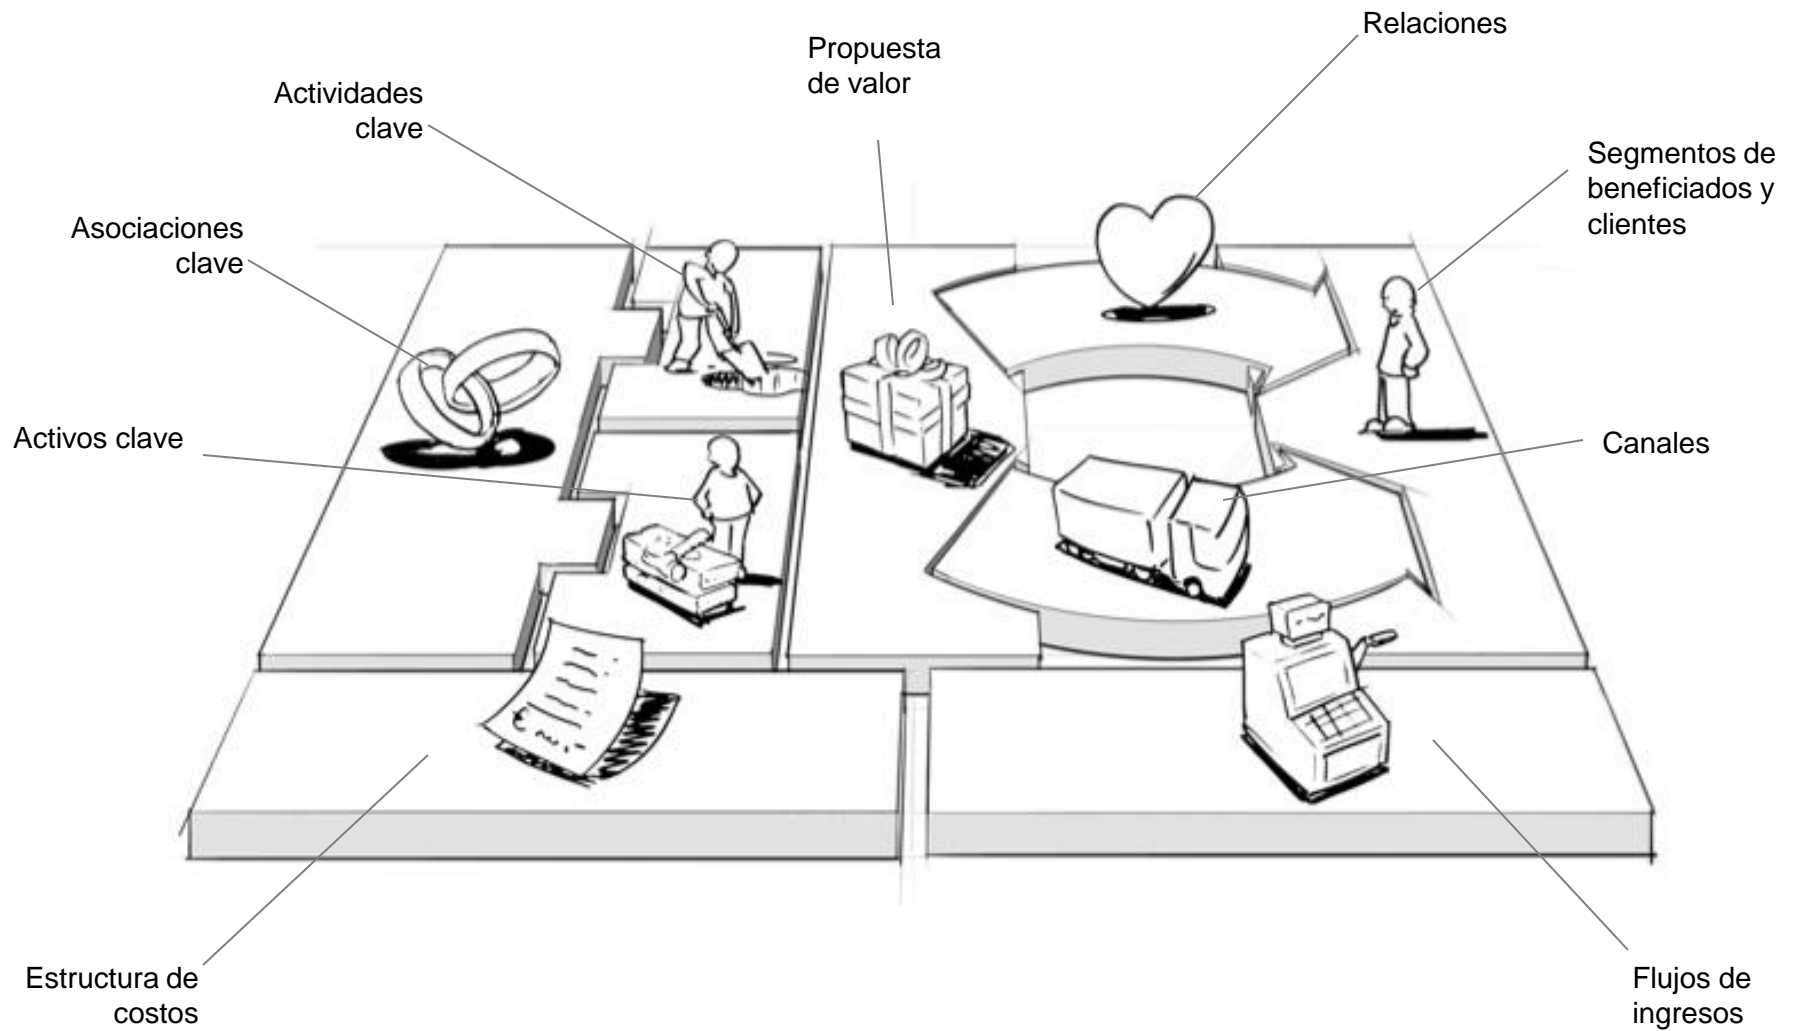 Relaciones
Propuesta
de valor
Actividades
clave
Segmentos de
beneficiados y
clientes
Asociaciones
clave
Activos clave
Canales
Estructura de
costos
Flujos de
ingresos